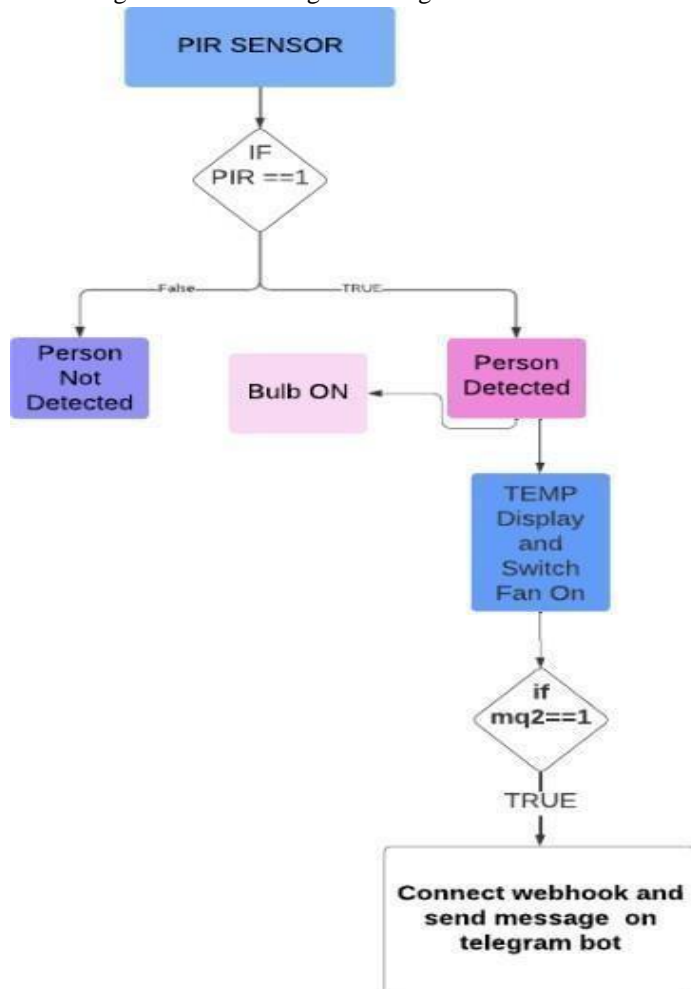 PIR SENSOR
IF
PIR ==1
False
TRUE
Person
Not
Detected
Bulb ON
Person
Detected
TEMP
Display
and
Switch
Fan On
if
mq2==1
TRUE
Connect webhook and
send message on
telegram bot